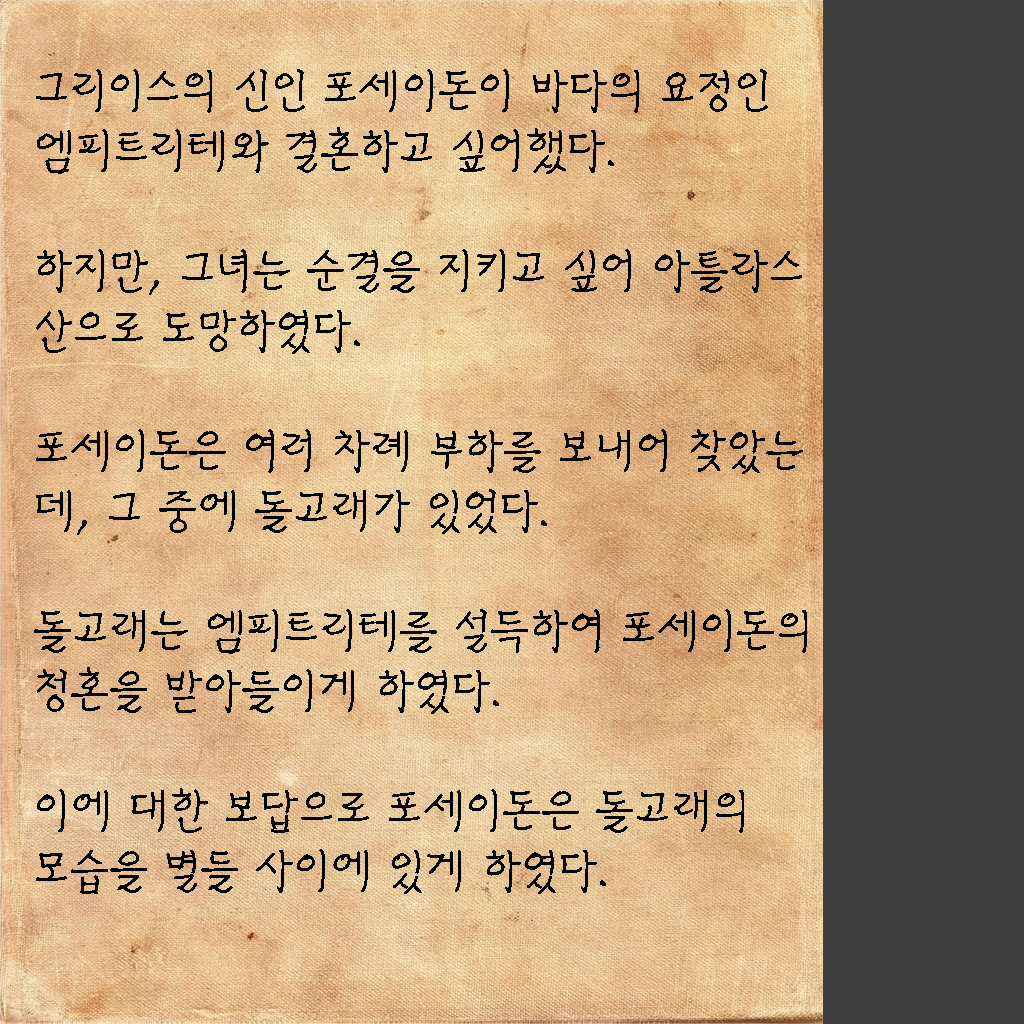 그리이스의 신인 포세이돈이 바다의 요정인
엠피트리테와 결혼하고 싶어했다.
하지만, 그녀는 순결을 지키고 싶어 아틀라스
산으로 도망하였다.
포세이돈은 여러 차례 부하를 보내어 찾았는
데, 그 중에 돌고래가 있었다.
돌고래는 엠피트리테를 설득하여 포세이돈의
청혼을 받아들이게 하였다.
이에 대한 보답으로 포세이돈은 돌고래의
모습을 별들 사이에 있게 하였다.